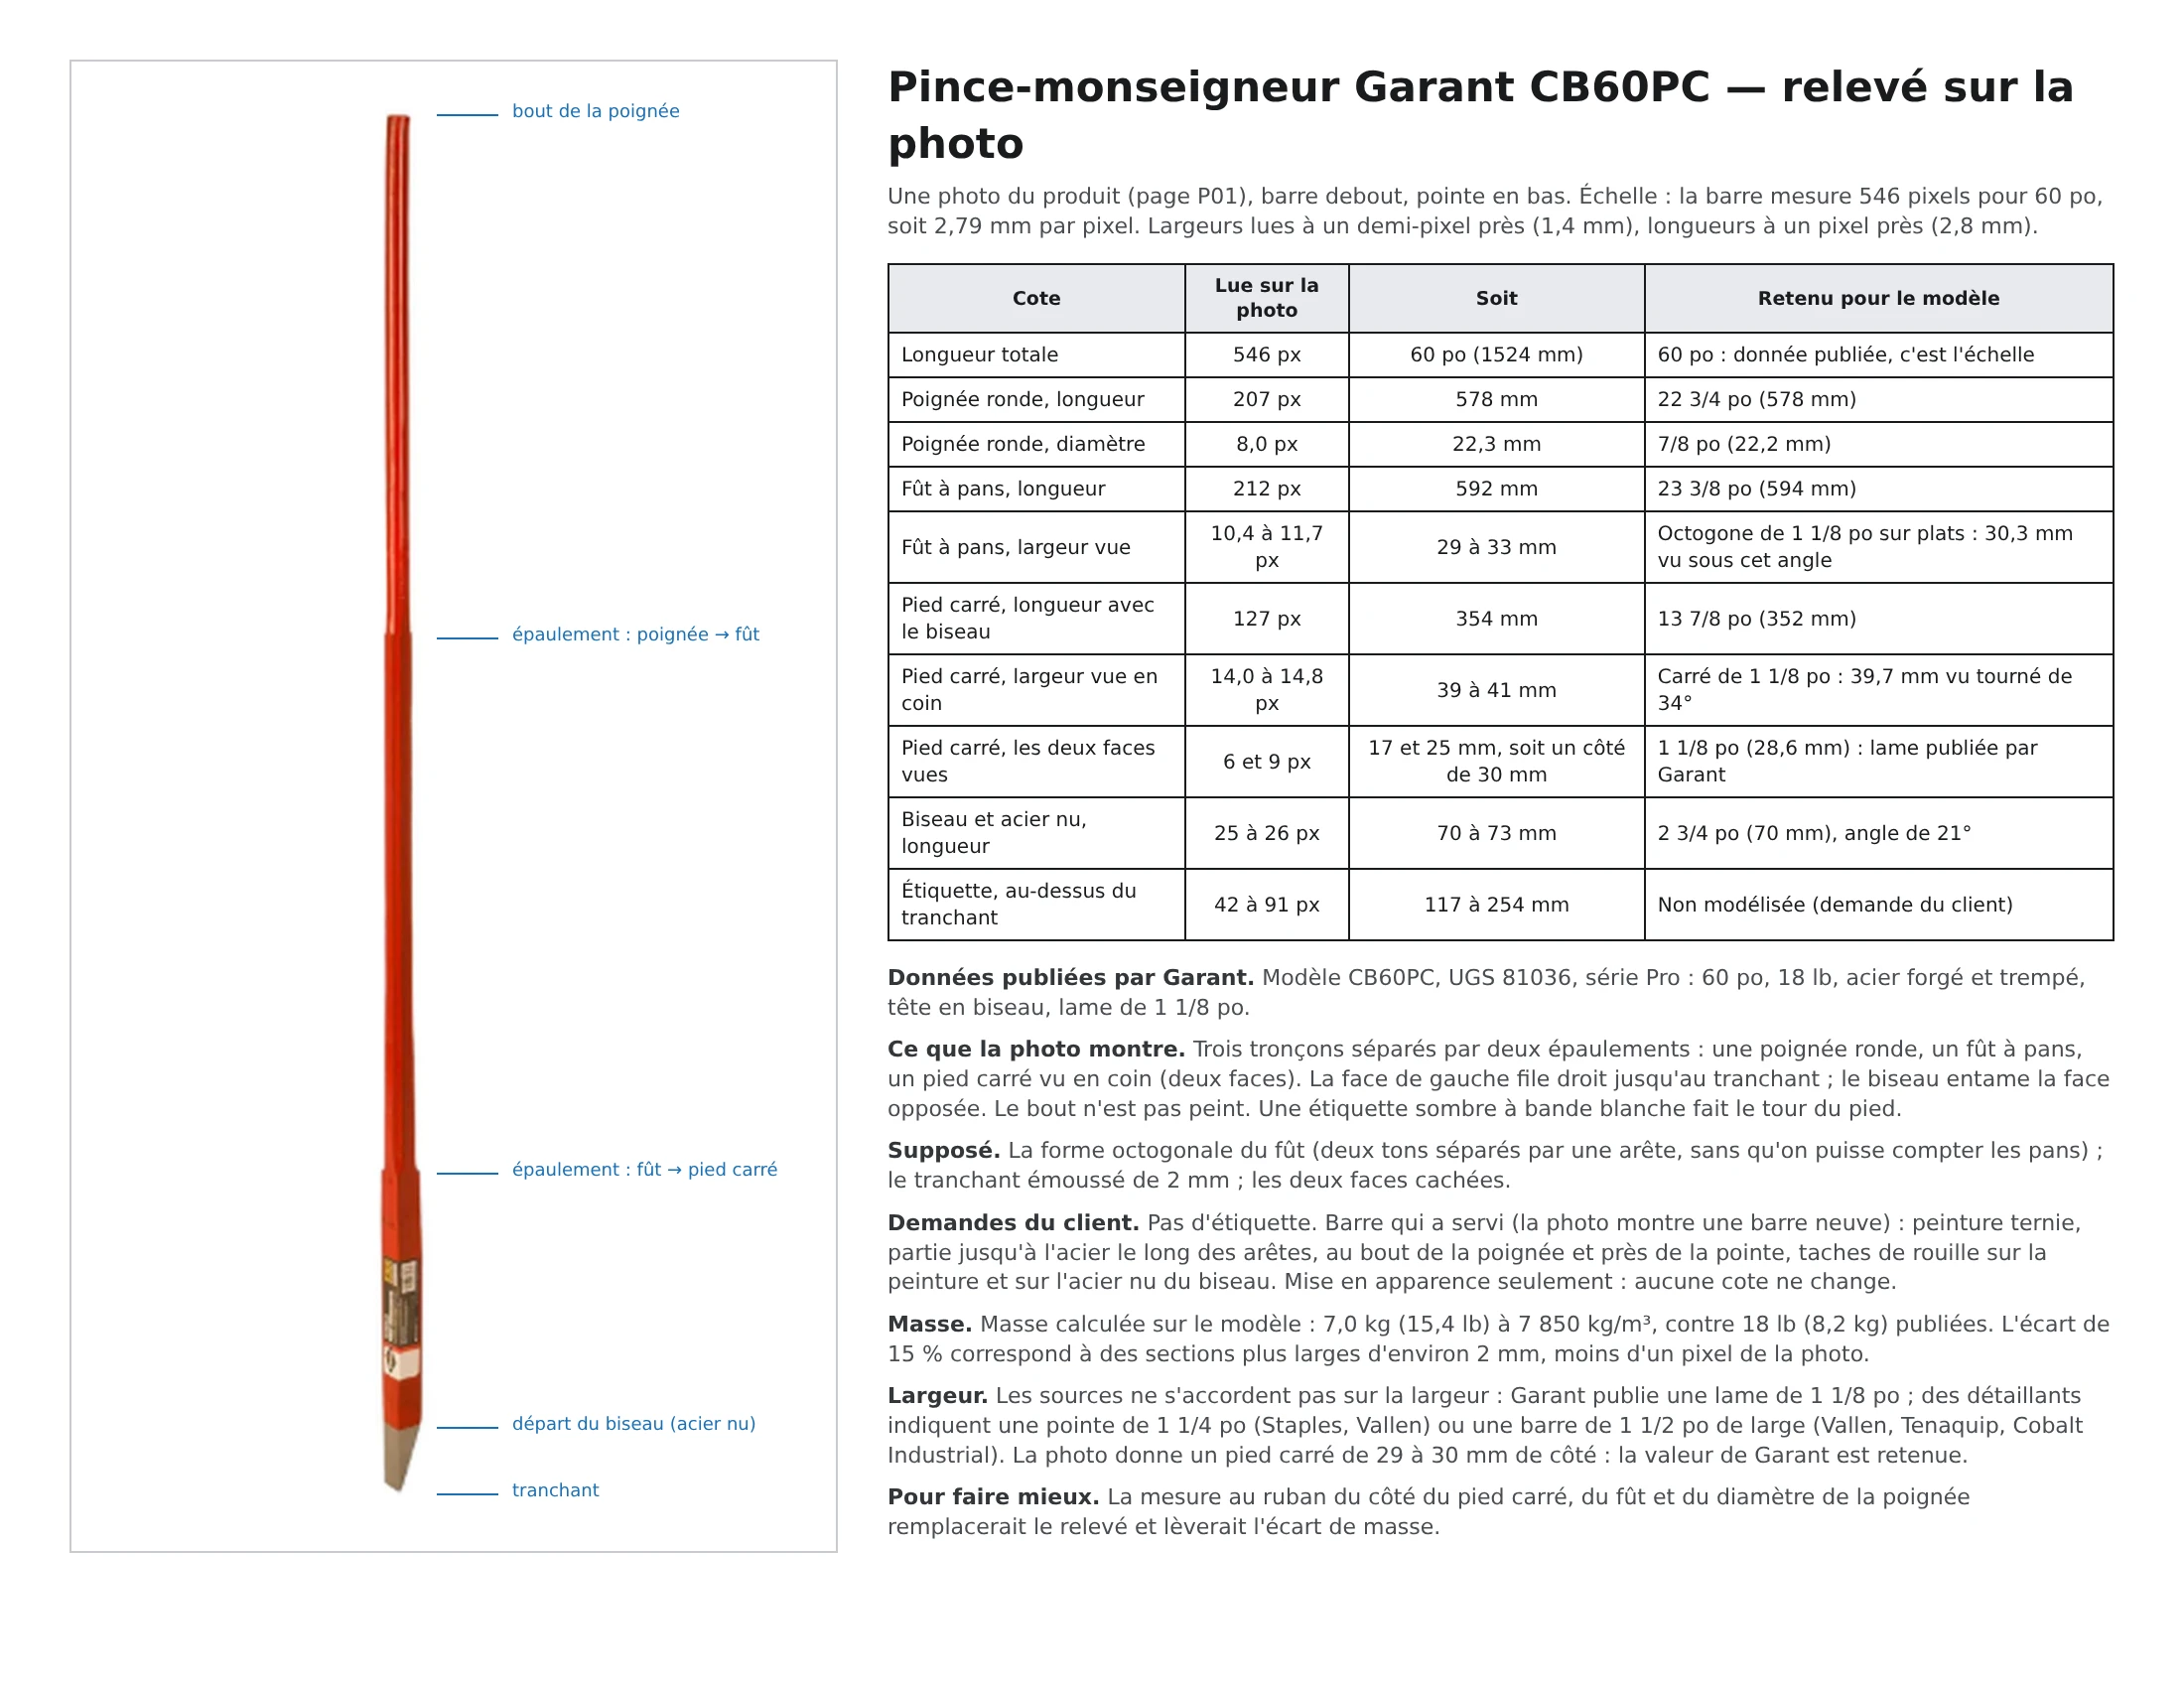 bout de la poignée
épaulement : poignée → fût
épaulement : fût → pied carré
départ du biseau (acier nu)
tranchant
Pince-monseigneur Garant CB60PC — relevé sur la
photo
Une photo du produit (page P01), barre debout, pointe en bas. Échelle : la barre mesure 546 pixels pour 60 po,
soit 2,79 mm par pixel. Largeurs lues à un demi-pixel près (1,4 mm), longueurs à un pixel près (2,8 mm).
Cote | Lue sur la photo | Soit | Retenu pour le modèle
Longueur totale | 546 px | 60 po (1524 mm) | 60 po : donnée publiée, c'est l'échelle
Poignée ronde, longueur | 207 px | 578 mm | 22 3/4 po (578 mm)
Poignée ronde, diamètre | 8,0 px | 22,3 mm | 7/8 po (22,2 mm)
Fût à pans, longueur | 212 px | 592 mm | 23 3/8 po (594 mm)
Fût à pans, largeur vue | 10,4 à 11,7 px | 29 à 33 mm | Octogone de 1 1/8 po sur plats : 30,3 mm vu sous cet angle
Pied carré, longueur avec le biseau | 127 px | 354 mm | 13 7/8 po (352 mm)
Pied carré, largeur vue en coin | 14,0 à 14,8 px | 39 à 41 mm | Carré de 1 1/8 po : 39,7 mm vu tourné de 34°
Pied carré, les deux faces vues | 6 et 9 px | 17 et 25 mm, soit un côté de 30 mm | 1 1/8 po (28,6 mm) : lame publiée par Garant
Biseau et acier nu, longueur | 25 à 26 px | 70 à 73 mm | 2 3/4 po (70 mm), angle de 21°
Étiquette, au-dessus du tranchant | 42 à 91 px | 117 à 254 mm | Non modélisée (demande du client)
Données publiées par Garant. Modèle CB60PC, UGS 81036, série Pro : 60 po, 18 lb, acier forgé et trempé,
tête en biseau, lame de 1 1/8 po.
Ce que la photo montre. Trois tronçons séparés par deux épaulements : une poignée ronde, un fût à pans,
un pied carré vu en coin (deux faces). La face de gauche file droit jusqu'au tranchant ; le biseau entame la face
opposée. Le bout n'est pas peint. Une étiquette sombre à bande blanche fait le tour du pied.
Supposé. La forme octogonale du fût (deux tons séparés par une arête, sans qu'on puisse compter les pans) ;
le tranchant émoussé de 2 mm ; les deux faces cachées.
Demandes du client. Pas d'étiquette. Barre qui a servi (la photo montre une barre neuve) : peinture ternie,
partie jusqu'à l'acier le long des arêtes, au bout de la poignée et près de la pointe, taches de rouille sur la
peinture et sur l'acier nu du biseau. Mise en apparence seulement : aucune cote ne change.
Masse. Masse calculée sur le modèle : 7,0 kg (15,4 lb) à 7 850 kg/m³, contre 18 lb (8,2 kg) publiées. L'écart de
15 % correspond à des sections plus larges d'environ 2 mm, moins d'un pixel de la photo.
Largeur. Les sources ne s'accordent pas sur la largeur : Garant publie une lame de 1 1/8 po ; des détaillants
indiquent une pointe de 1 1/4 po (Staples, Vallen) ou une barre de 1 1/2 po de large (Vallen, Tenaquip, Cobalt
Industrial). La photo donne un pied carré de 29 à 30 mm de côté : la valeur de Garant est retenue.
Pour faire mieux. La mesure au ruban du côté du pied carré, du fût et du diamètre de la poignée
remplacerait le relevé et lèverait l'écart de masse.